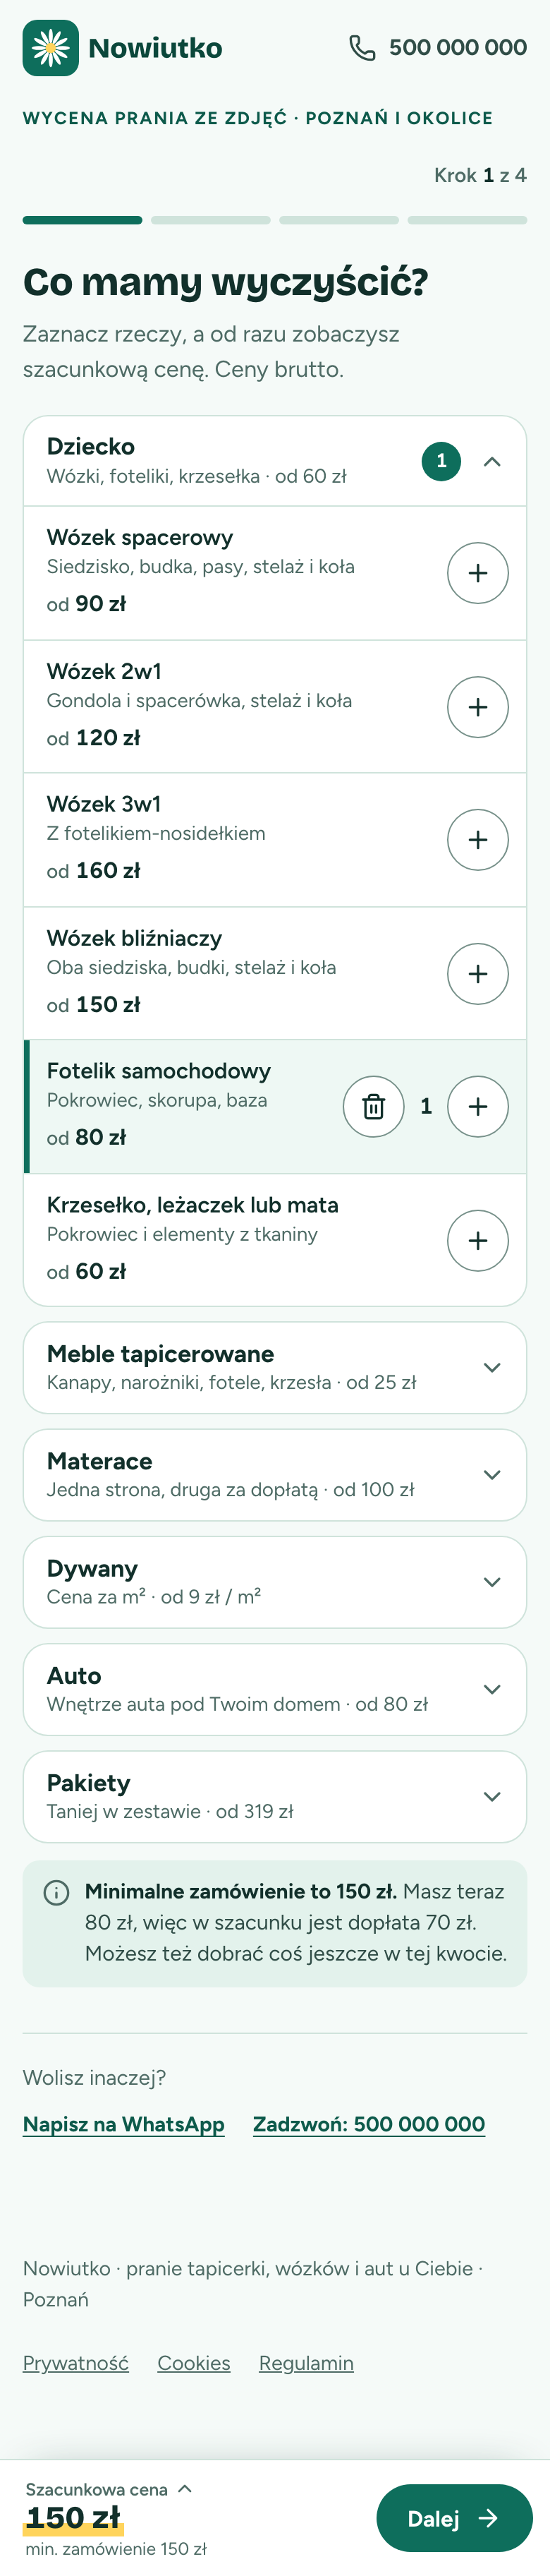 Nowiutko
500 000 000
WYCENA PRANIA ZE ZDJĘĆ · POZNAŃ I OKOLICE
Krok 1 z 4
Co mamy wyczyścić?
Zaznacz rzeczy, a od razu zobaczysz
szacunkową cenę. Ceny brutto.
Dziecko
Wózki, foteliki, krzesełka · od 60 zł
1
Wózek spacerowy
Siedzisko, budka, pasy, stelaż i koła
od 90 zł
Wózek 2w1
Gondola i spacerówka, stelaż i koła
od 120 zł
Wózek 3w1
Z fotelikiem-nosidełkiem
od 160 zł
Wózek bliźniaczy
Oba siedziska, budki, stelaż i koła
od 150 zł
Fotelik samochodowy
Pokrowiec, skorupa, baza
od 80 zł
1
Krzesełko, leżaczek lub mata
Pokrowiec i elementy z tkaniny
od 60 zł
Meble tapicerowane
Kanapy, narożniki, fotele, krzesła · od 25 zł
Materace
Jedna strona, druga za dopłatą · od 100 zł
Dywany
Cena za m² · od 9 zł / m²
Auto
Wnętrze auta pod Twoim domem · od 80 zł
Pakiety
Taniej w zestawie · od 319 zł
Minimalne zamówienie to 150 zł. Masz teraz
80 zł, więc w szacunku jest dopłata 70 zł.
Możesz też dobrać coś jeszcze w tej kwocie.
Wolisz inaczej?
Napisz na WhatsApp Zadzwoń: 500 000 000
Nowiutko · pranie tapicerki, wózków i aut u Ciebie ·
Poznań
Prywatność Cookies Regulamin
Szacunkowa cena
150 zł
min. zamówienie 150 zł
Dalej